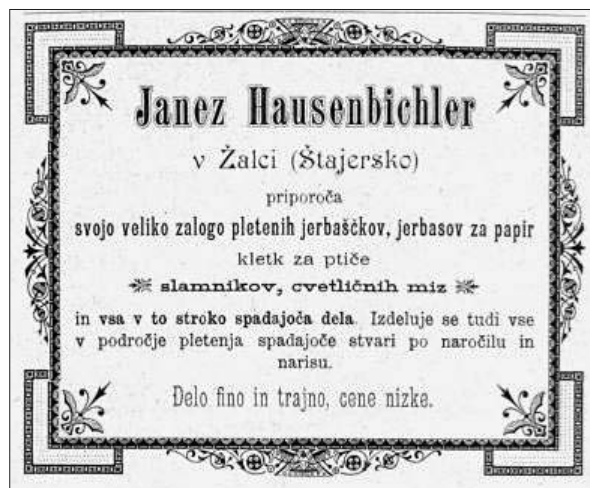 Janez Hausenbichler
v Žalci (Štajersko)
priporoča
svojo veliko zalogo pletenih jerbaščkov, jerbasov za papir
kletk za ptiče
slamnikov, cvetličnih miz
in vsa v to stroko spadajoča dela. Izdeluje se tudi vse
v področje pletenja spadajoče stvari po naročilu in
narisu.
Delo fino in trajno, cene nizke.